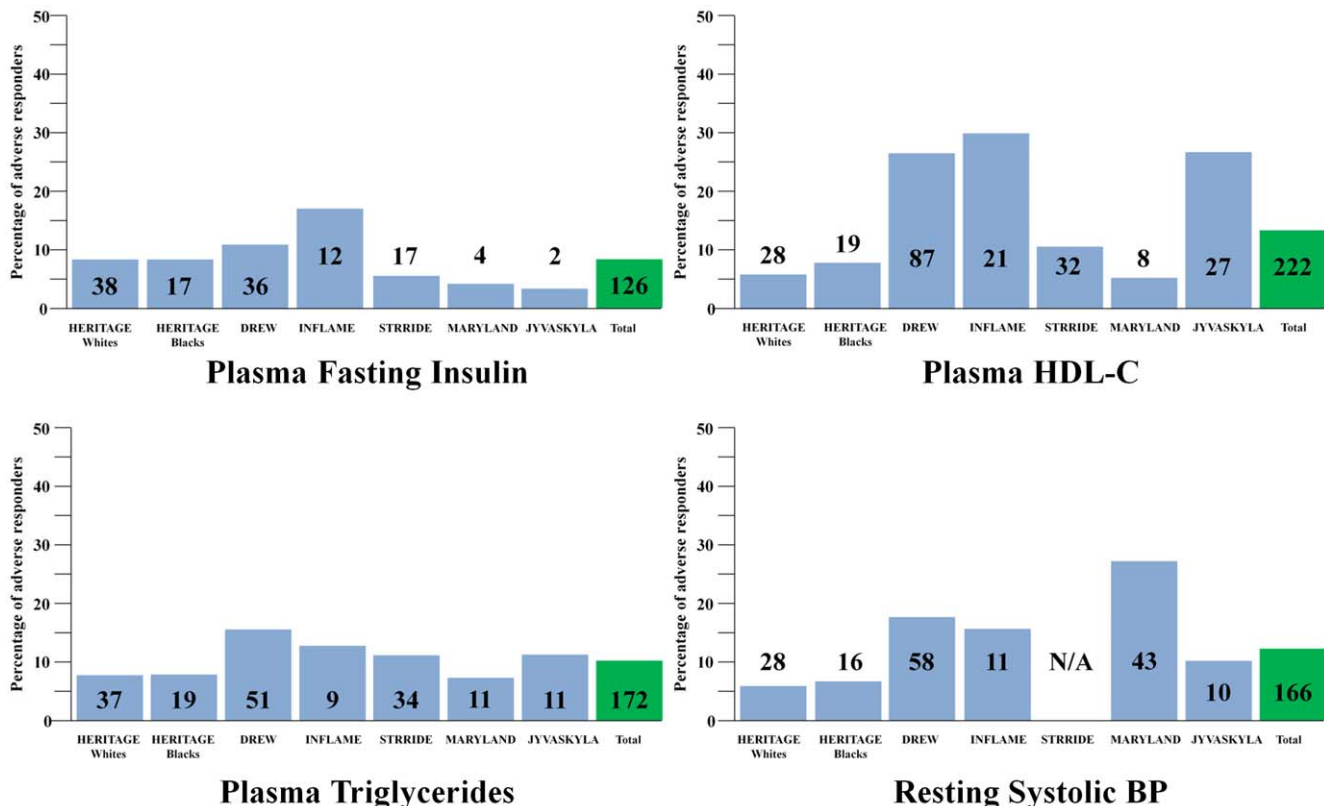 Percentage of adverse responders
50
40
30
20
10
0
38 17 36 12 17 4 2 126
HERITAGE Whites HERITAGE Blacks DREW INFLAME STRRIDE MARYLAND JYVASKYLA Total
Plasma Fasting Insulin
Percentage of adverse responders
50
40
30
20
10
0
28 19 87 21 32 8 27 222
HERITAGE Whites HERITAGE Blacks DREW INFLAME STRRIDE MARYLAND JYVASKYLA Total
Plasma HDL-C
Percentage of adverse responders
50
40
30
20
10
0
37 19 51 9 34 11 11 172
HERITAGE Whites HERITAGE Blacks DREW INFLAME STRRIDE MARYLAND JYVASKYLA Total
Plasma Triglycerides
Percentage of adverse responders
50
40
30
20
10
0
28 16 58 11 N/A 43 10 166
HERITAGE Whites HERITAGE Blacks DREW INFLAME STRRIDE MARYLAND JYVASKYLA Total
Resting Systolic BP